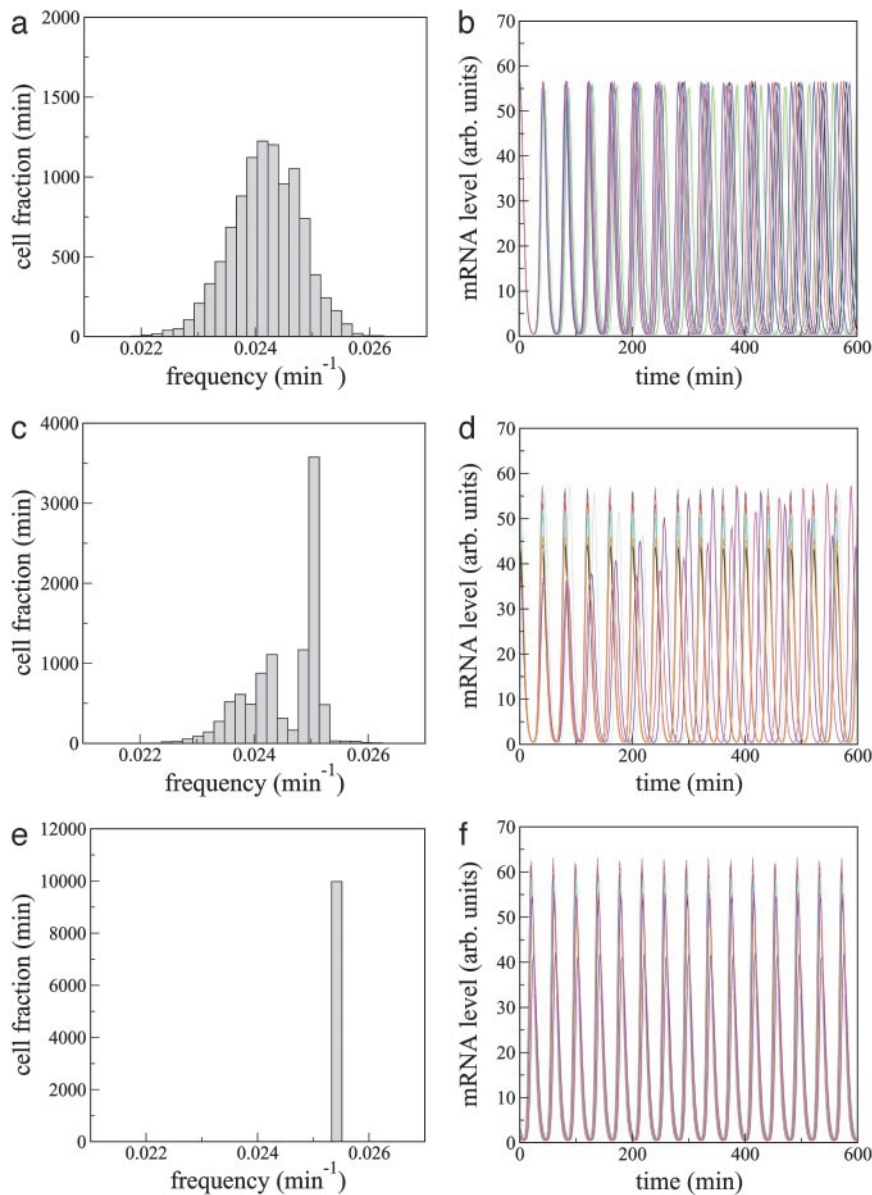 a
2000
1500
1000
500
0
cell fraction (min)
0.022 0.024 0.026
frequency (min⁻¹)
b
70
60
50
40
30
20
10
0
mRNA level (arb. units)
0 200 400 600
time (min)
c
4000
3000
2000
1000
0
cell fraction (min)
0.022 0.024 0.026
frequency (min⁻¹)
d
70
60
50
40
30
20
10
0
mRNA level (arb. units)
0 200 400 600
time (min)
e
12000
10000
8000
6000
4000
2000
0
cell fraction (min)
0.022 0.024 0.026
frequency (min⁻¹)
f
70
60
50
40
30
20
10
0
mRNA level (arb. units)
0 200 400 600
time (min)